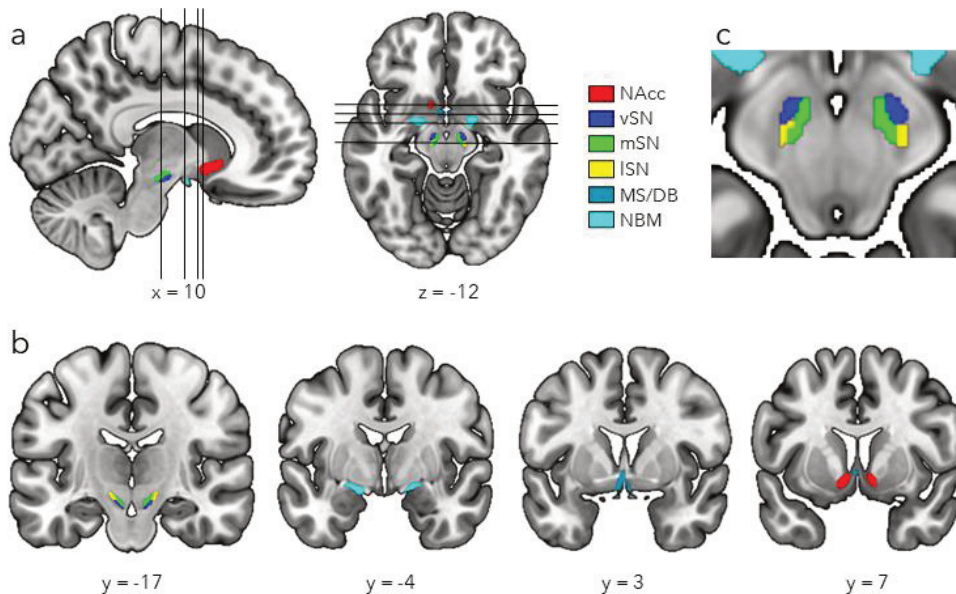 a
c
NAcc
vSN
mSN
lSN
MS/DB
NBM
x = 10
z = -12
b
y = -17
y = -4
y = 3
y = 7